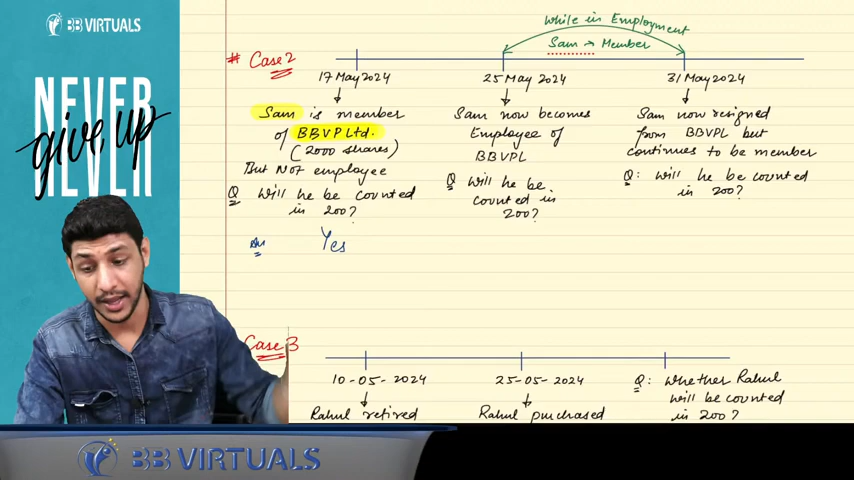 BB VIRTUALS
NEVER
give up
NEVER
# Case 2
while in Employment
Sam → Member
17 May 2024
25 May 2024
31 May 2024
Sam is member
of BBVP Ltd.
(2000 shares)
But Not employee
Q Will he be counted
in 200?
Ans Yes
Sam now becomes
Employee of
BBVPL
Q Will he be
counted in
200?
Sam now resigned
from BBVPL but
continues to be member
Q: will he be counted
in 200?
Case 3
10-05-2024
25-05-2024
Rahul retired
Rahul purchased
Q: whether Rahul
will be counted
in 200?
BB VIRTUALS